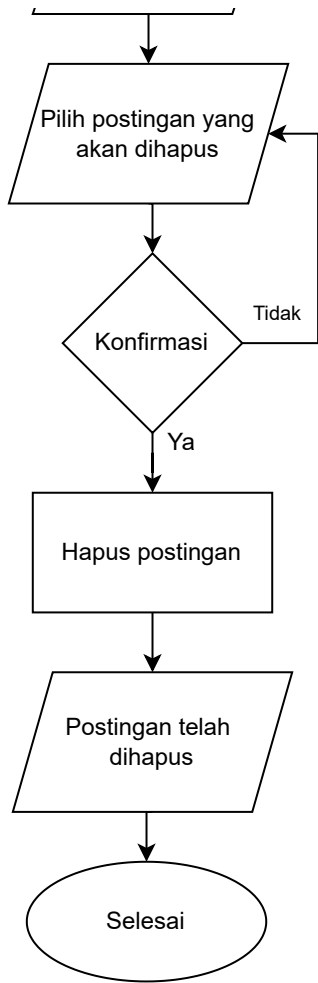 Pilih postingan yang
akan dihapus
Konfirmasi
Tidak
Ya
Hapus postingan
Postingan telah
dihapus
Selesai